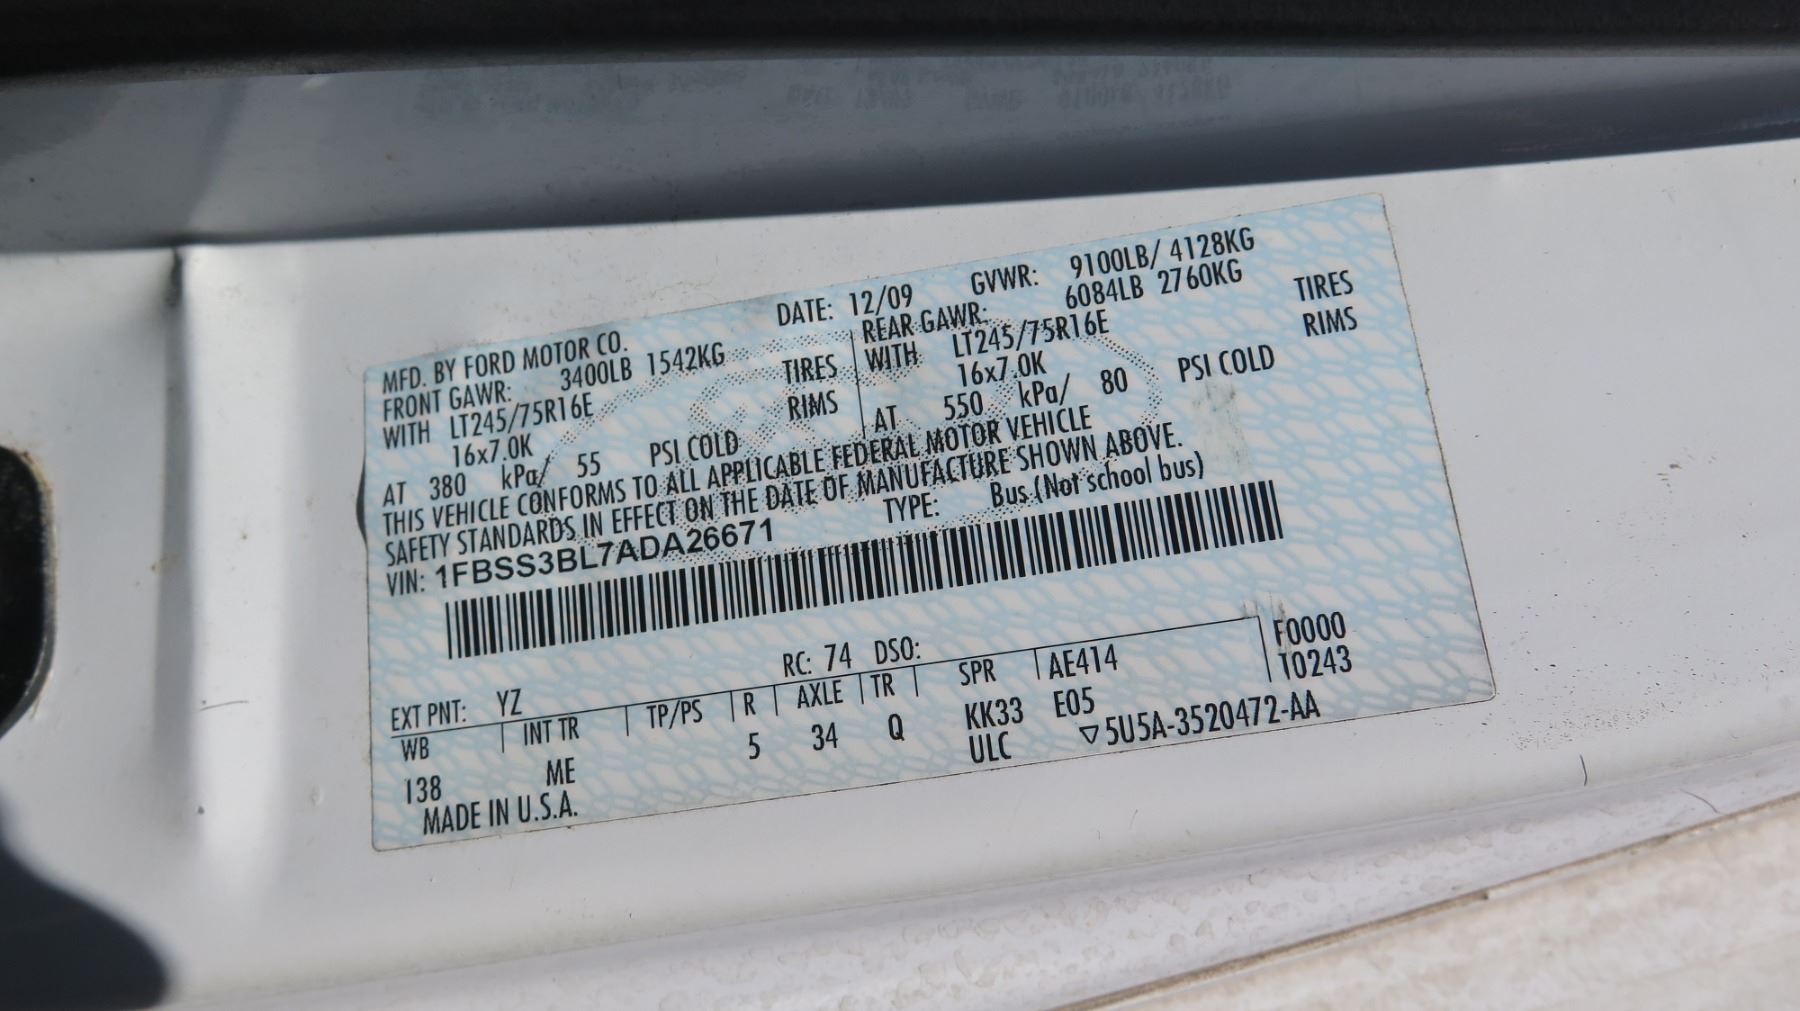 MFD. BY FORD MOTOR CO. DATE: 12/09 GVWR: 9100LB/ 4128KG
FRONT GAWR: 3400LB 1542KG REAR GAWR: 6084LB 2760KG
WITH LT245/75R16E TIRES WITH LT245/75R16E TIRES
16x7.0K RIMS 16x7.0K RIMS
AT 380 kPa/ 55 PSI COLD AT 550 kPa/ 80 PSI COLD
THIS VEHICLE CONFORMS TO ALL APPLICABLE FEDERAL MOTOR VEHICLE
SAFETY STANDARDS IN EFFECT ON THE DATE OF MANUFACTURE SHOWN ABOVE.
VIN: 1FBSS3BL7ADA26671 TYPE: Bus (Not school bus)
F0000
EXT PNT: YZ RC: 74 DSO: T0243
WB INT TR TP/PS R AXLE TR SPR AE414
138 ME 5 34 Q KK33 E05
ULC
MADE IN U.S.A. ▽5U5A-3520472-AA